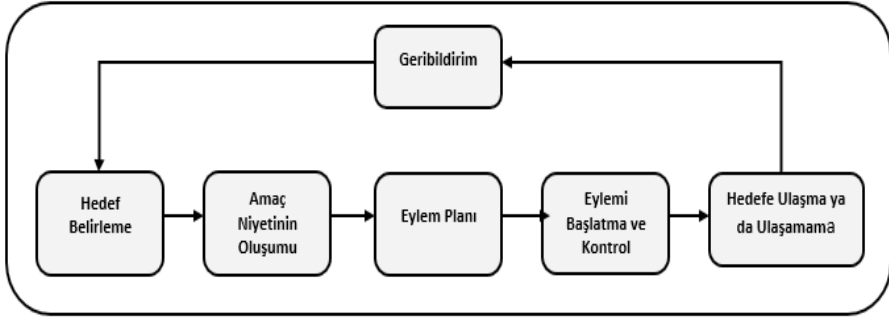 Geribildirim
Hedef
Belirleme
Amaç
Niyetinin
Oluşumu
Eylem Planı
Eylemi
Başlatma ve
Kontrol
Hedefe Ulaşma ya
da Ulaşamama